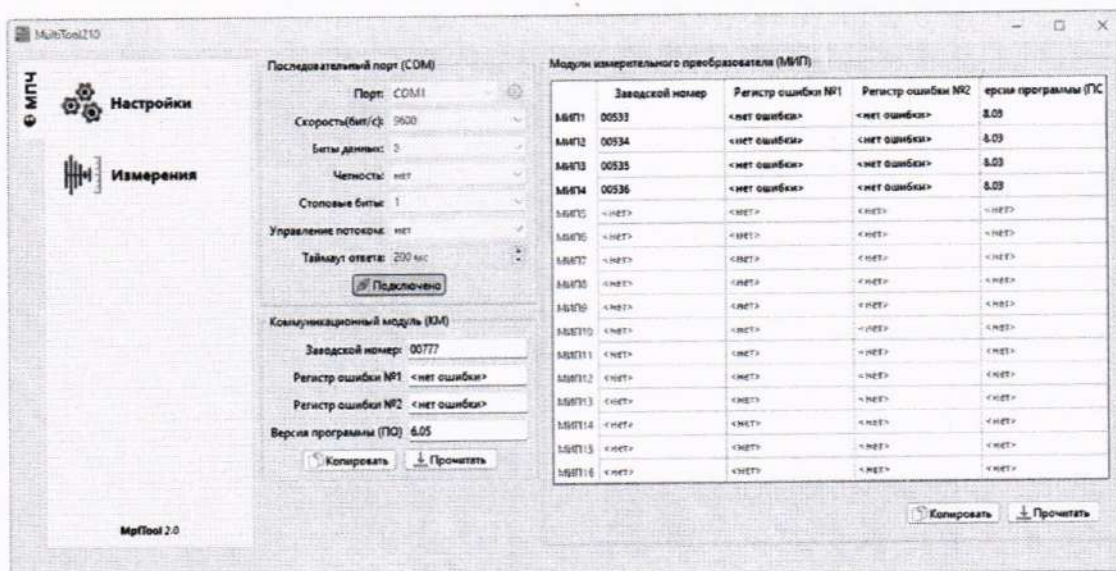 MultiTool210
МПЧ
Настройки
Измерения
MpfTool 2.0
Последовательный порт (COM)
Порт: COM1
Скорость(бит/с): 9600
Биты данных: 8
Четность: нет
Стоповые биты: 1
Управление потоком: нет
Таймаут ответа: 200 мс
Подключено
Коммуникационный модуль (КМ)
Заводской номер: 00777
Регистр ошибки №1 <нет ошибки>
Регистр ошибки №2 <нет ошибки>
Версия программы (ПО) 6.05
Копировать Прочитать
Модули измерительного преобразователя (МИП)
Заводской номер Регистр ошибки №1 Регистр ошибки №2 ерсия программы (ПС
МИП1 00533 <нет ошибки> <нет ошибки> 8.03
МИП2 00534 <нет ошибки> <нет ошибки> 8.03
МИП3 00535 <нет ошибки> <нет ошибки> 8.03
МИП4 00536 <нет ошибки> <нет ошибки> 8.03
МИП5 <нет> <нет> <нет> <нет>
МИП6 <нет> <нет> <нет> <нет>
МИП7 <нет> <нет> <нет> <нет>
МИП8 <нет> <нет> <нет> <нет>
МИП9 <нет> <нет> <нет> <нет>
МИП10 <нет> <нет> <нет> <нет>
МИП11 <нет> <нет> <нет> <нет>
МИП12 <нет> <нет> <нет> <нет>
МИП13 <нет> <нет> <нет> <нет>
МИП14 <нет> <нет> <нет> <нет>
МИП15 <нет> <нет> <нет> <нет>
МИП16 <нет> <нет> <нет> <нет>
Копировать Прочитать